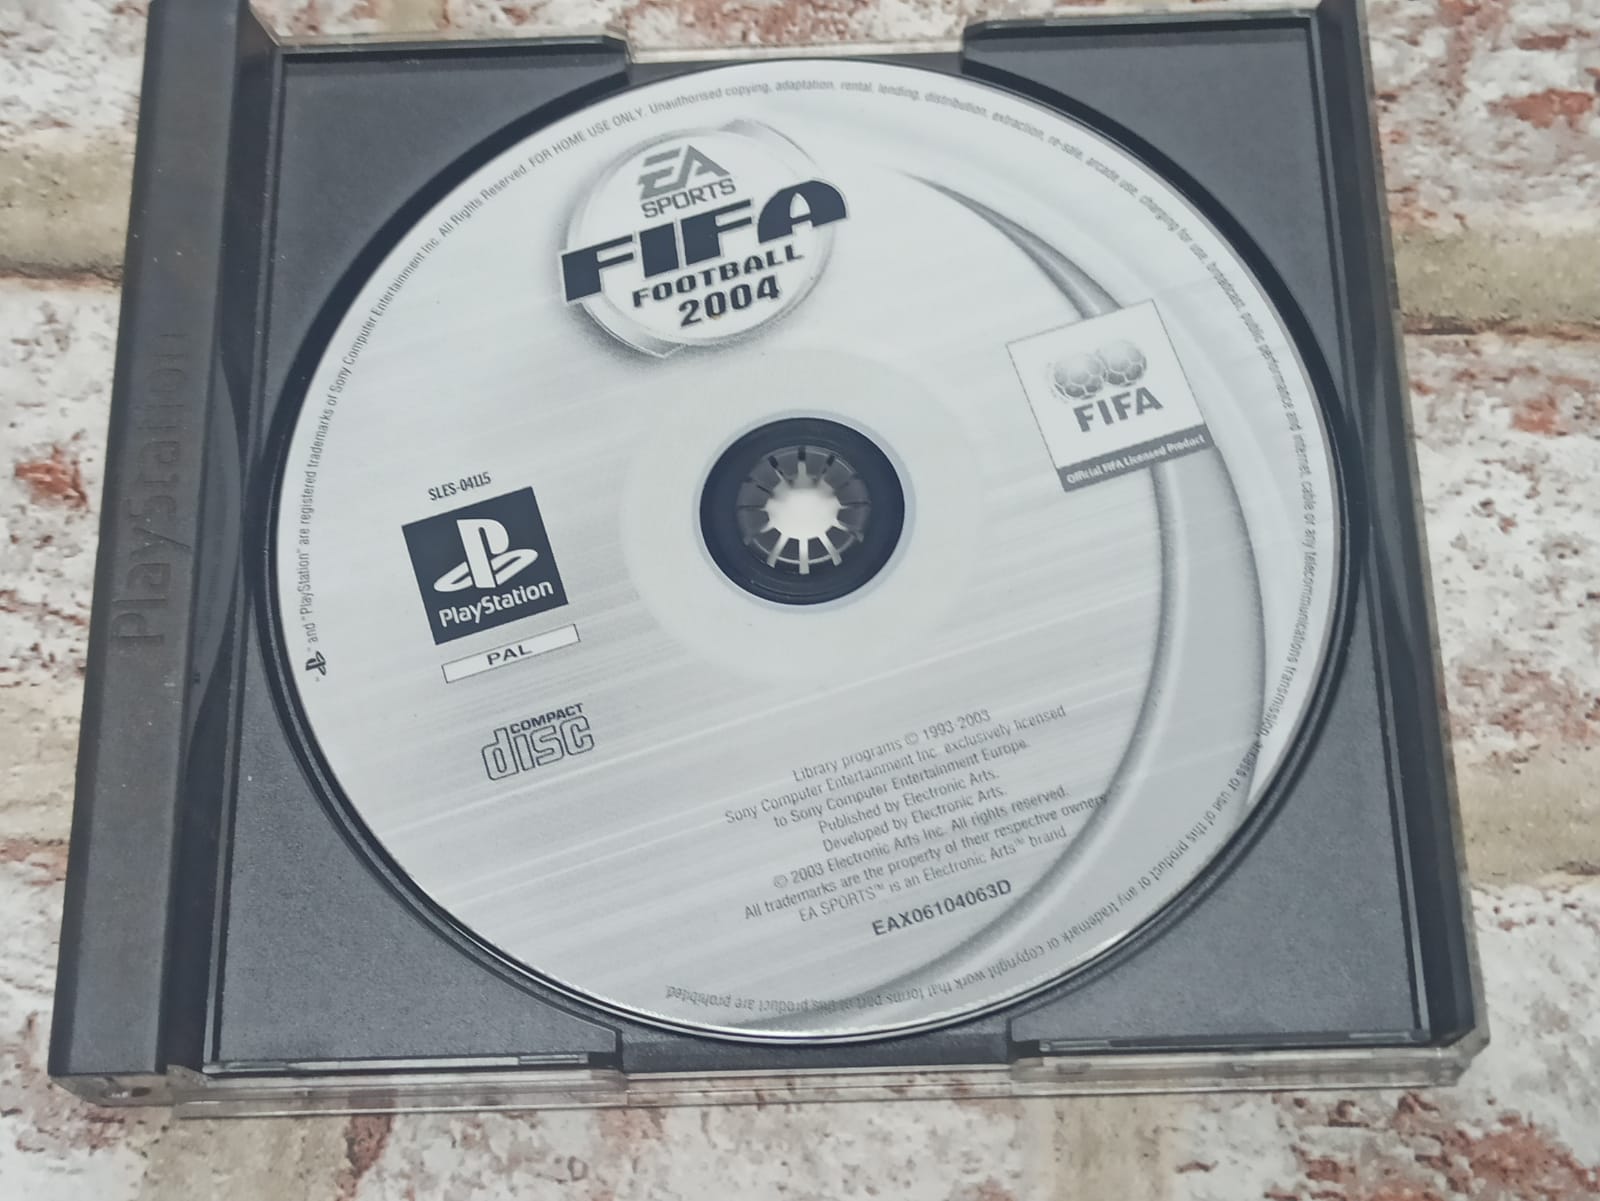 PlayStation
"PS" and "PlayStation" are registered trademarks of Sony Computer Entertainment Inc. All Rights Reserved. FOR HOME USE ONLY. Unauthorised copying, adaptation, rental, lending, distribution, extraction, re-sale, arcade use, charging for use, broadcast, public performance and internet, cable or any telecommunications transmission, access or use of this product or any trademark or copyright work that forms part of this product are prohibited.
EA
SPORTS
FIFA
FOOTBALL
2004
FIFA
Official FIFA Licensed Product
SLES-04115
PlayStation
PAL
COMPACT
disc
Library programs © 1993-2003
Sony Computer Entertainment Inc. exclusively licensed
to Sony Computer Entertainment Europe.
Published by Electronic Arts.
Developed by Electronic Arts.
© 2003 Electronic Arts Inc. All rights reserved.
All trademarks are the property of their respective owners.
EA SPORTS™ is an Electronic Arts™ brand
EAX06104063D